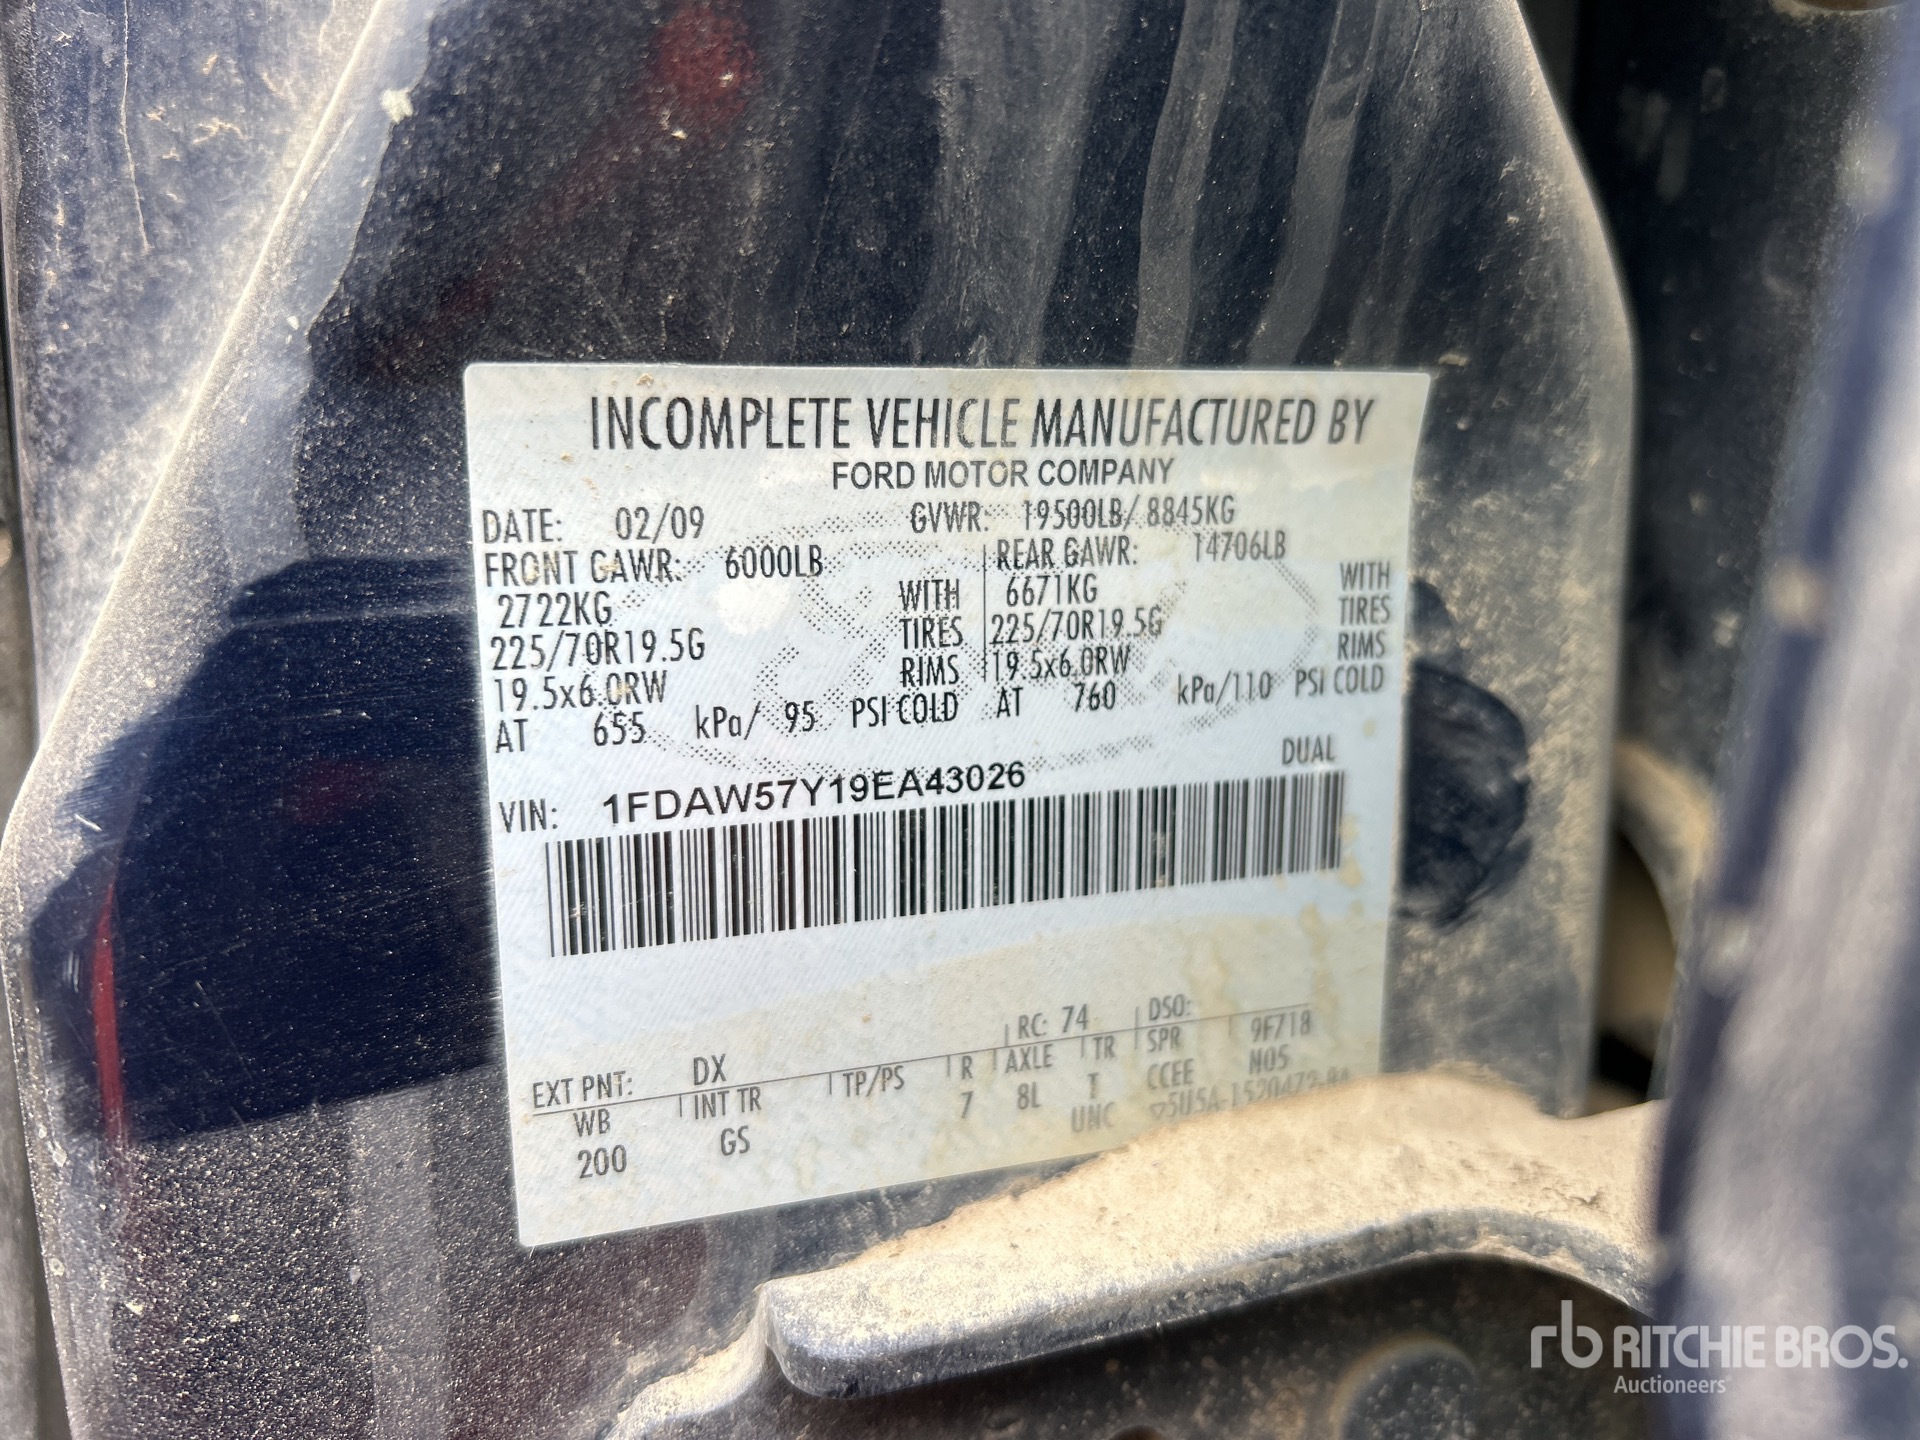 INCOMPLETE VEHICLE MANUFACTURED BY
FORD MOTOR COMPANY
DATE: 02/09 GVWR: 19500LB/ 8845KG
FRONT GAWR: 6000LB REAR GAWR: 14706LB
2722KG WITH 6671KG WITH
225/70R19.5G TIRES 225/70R19.5G TIRES
19.5x6.0RW RIMS 19.5x6.0RW RIMS
AT 655 kPa/ 95 PSI COLD AT 760 kPa/110 PSI COLD
DUAL
VIN: 1FDAW57Y19EA43026
EXT PNT: DX RC: 74 DSO: 9F718
WB INT TR TP/PS R AXLE TR SPR N05
200 GS 7 8L T CCEE
UNC
rb RITCHIE BROS.
Auctioneers